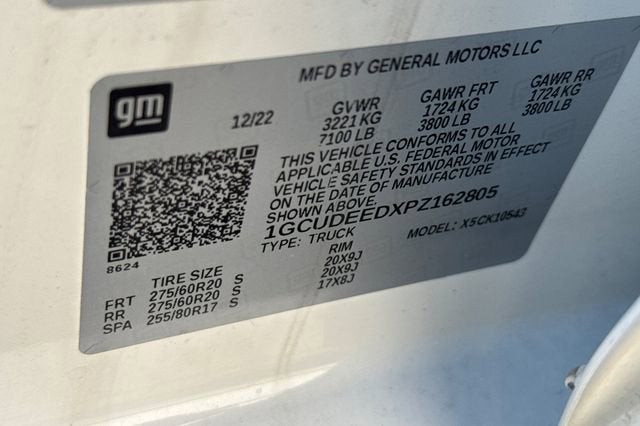 MFD BY GENERAL MOTORS LLC
gm
12/22
GVWR GAWR FRT GAWR RR
3221 KG 1724 KG 1724 KG
7100 LB 3800 LB 3800 LB
THIS VEHICLE CONFORMS TO ALL
APPLICABLE U.S. FEDERAL MOTOR
VEHICLE SAFETY STANDARDS IN EFFECT
ON THE DATE OF MANUFACTURE
SHOWN ABOVE.
1GCUDEEDXPZ162805
TYPE: TRUCK MODEL: X5CK10543
8624
TIRE SIZE RIM
FRT 275/60R20 S 20X9J
RR 275/60R20 S 20X9J
SPA 255/80R17 S 17X8J